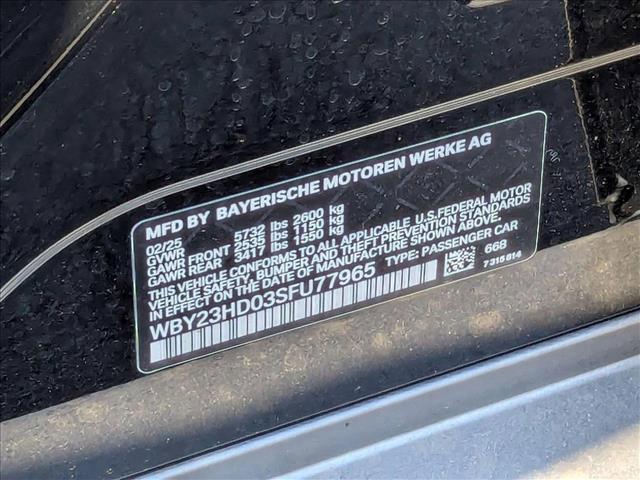 MFD BY BAYERISCHE MOTOREN WERKE AG
02/25
GVWR 5732 lbs 2600 kg
GAWR FRONT 2535 lbs 1150 kg
GAWR REAR 3417 lbs 1550 kg
THIS VEHICLE CONFORMS TO ALL APPLICABLE U.S.FEDERAL MOTOR
VEHICLE SAFETY, BUMPER AND THEFT PREVENTION STANDARDS
IN EFFECT ON THE DATE OF MANUFACTURE SHOWN ABOVE.
WBY23HD03SFU77965 TYPE: PASSENGER CAR
668
7 315 814